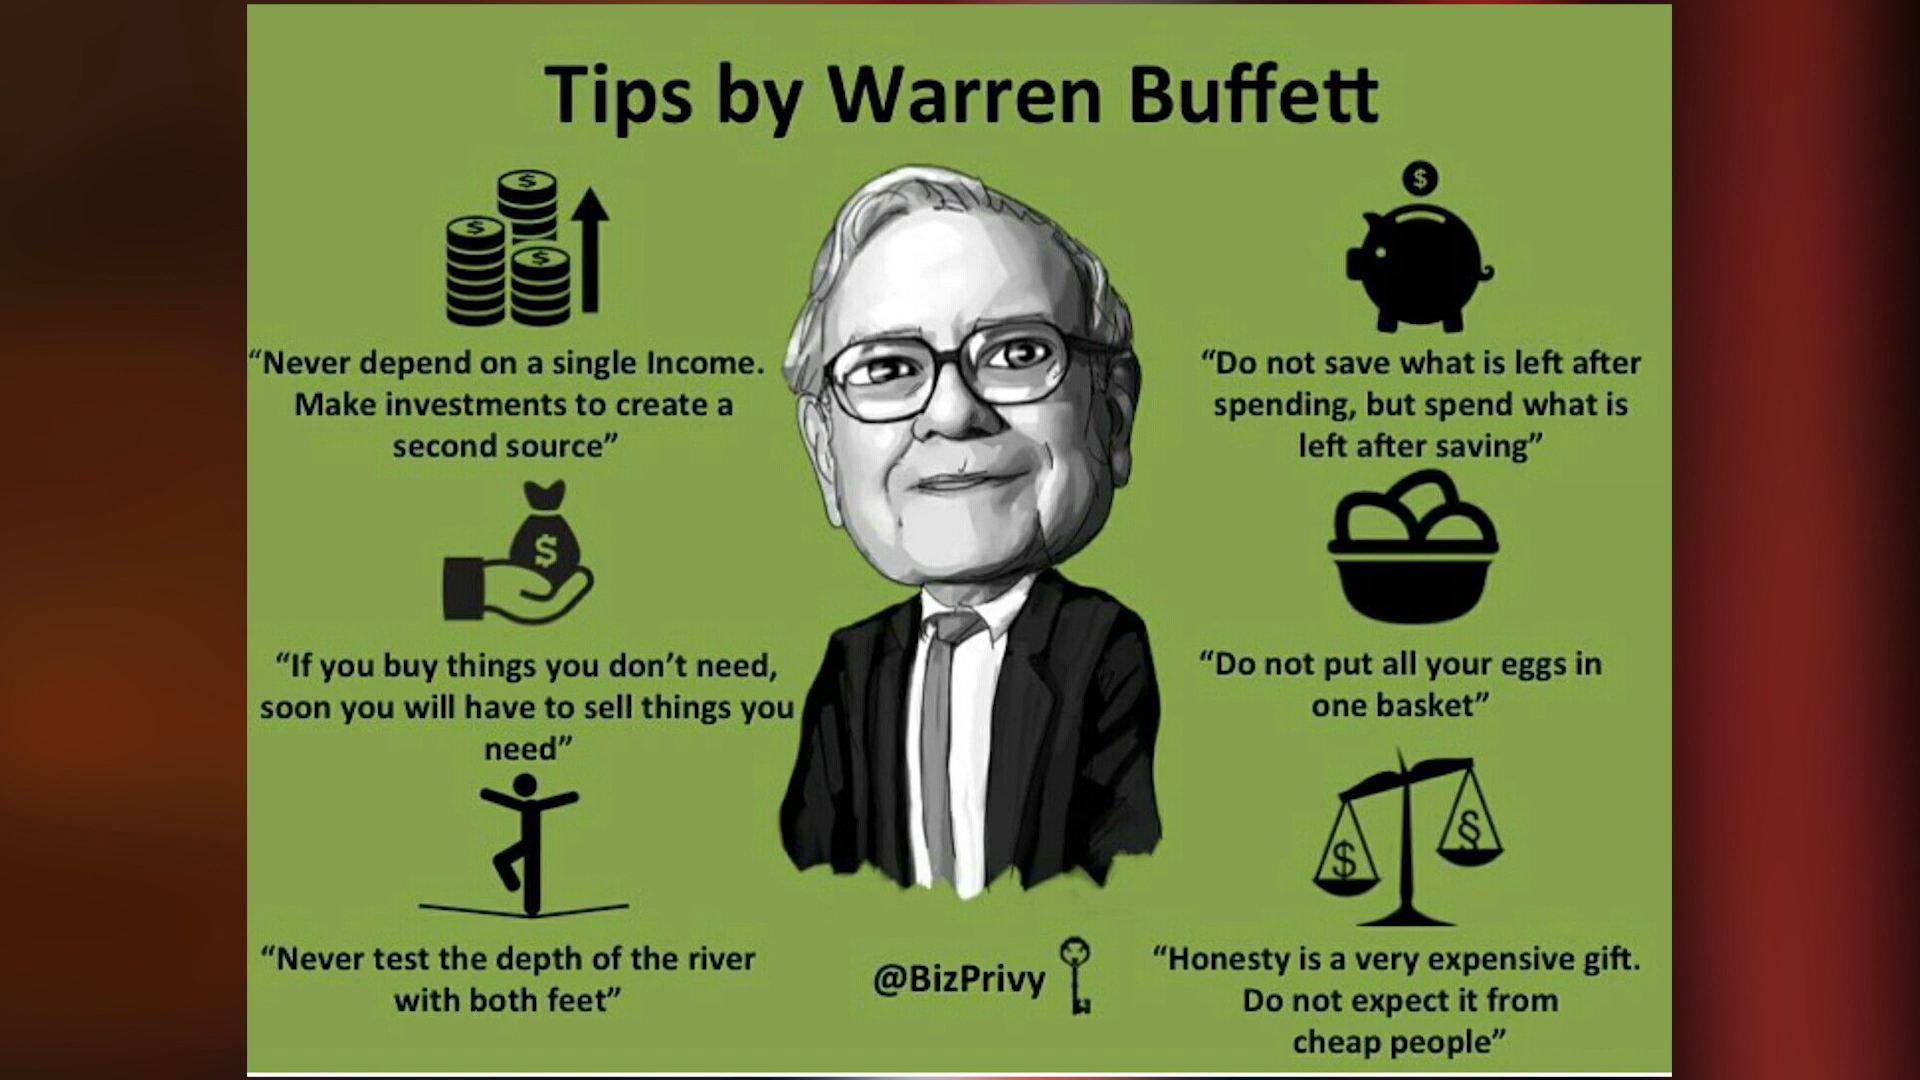 Tips by Warren Buffett
“Never depend on a single Income.
Make investments to create a
second source”
“Do not save what is left after
spending, but spend what is
left after saving”
“If you buy things you don’t need,
soon you will have to sell things you
need”
“Do not put all your eggs in
one basket”
“Never test the depth of the river
with both feet”
@BizPrivy
“Honesty is a very expensive gift.
Do not expect it from
cheap people”